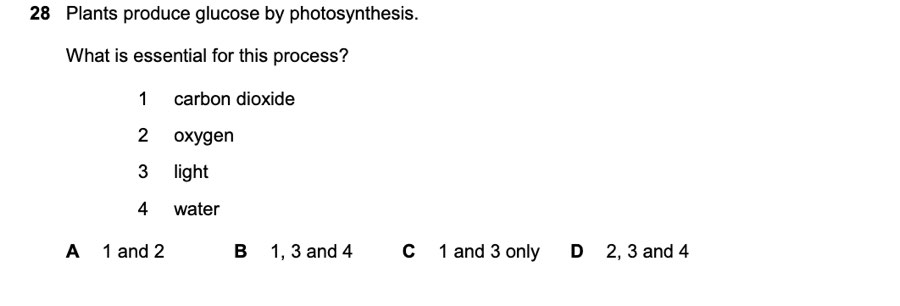 28 Plants produce glucose by photosynthesis.
What is essential for this process?
1 carbon dioxide
2 oxygen
3 light
4 water
A 1 and 2 B 1, 3 and 4 C 1 and 3 only D 2, 3 and 4